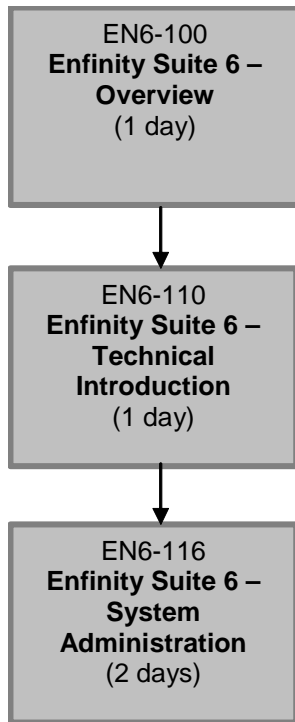 EN6-100
Enfinity Suite 6 –
Overview
(1 day)
EN6-110
Enfinity Suite 6 –
Technical
Introduction
(1 day)
EN6-116
Enfinity Suite 6 –
System
Administration
(2 days)